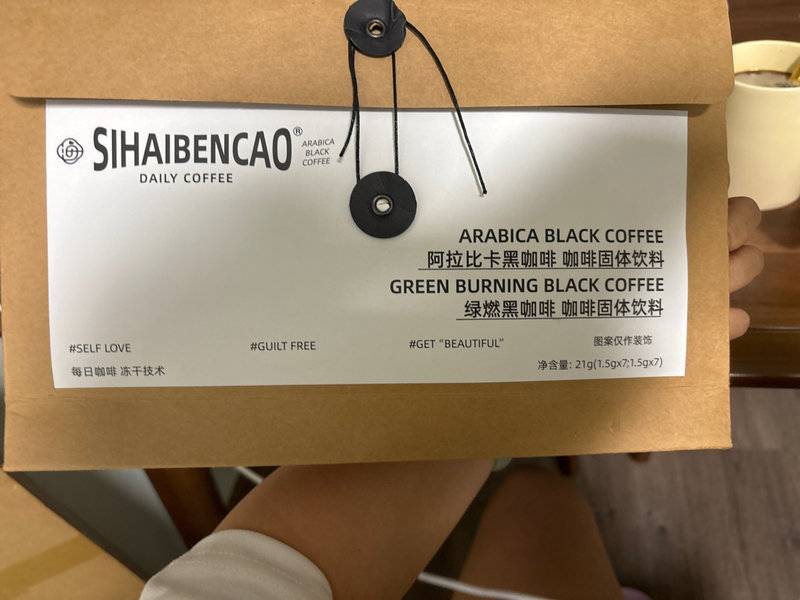 SIHAIBENCAO®
ARABICA
BLACK
COFFEE
DAILY COFFEE
ARABICA BLACK COFFEE
阿拉比卡黑咖啡 咖啡固体饮料
GREEN BURNING BLACK COFFEE
绿燃黑咖啡 咖啡固体饮料
#SELF LOVE
#GUILT FREE
#GET “BEAUTIFUL”
图案仅作装饰
每日咖啡 冻干技术
净含量: 21g(1.5gx7;1.5gx7)